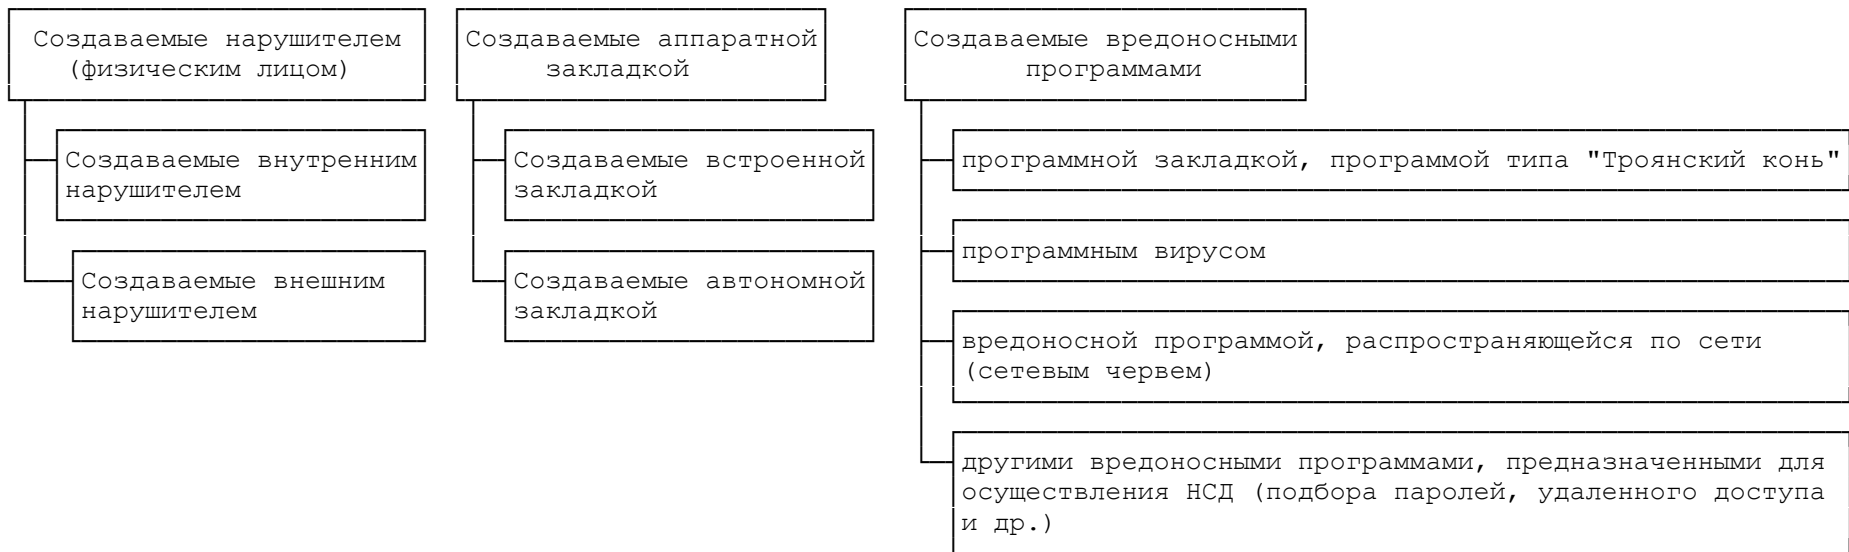 Создаваемые нарушителем
(физическим лицом)
Создаваемые внутренним
нарушителем
Создаваемые внешним
нарушителем
Создаваемые аппаратной
закладкой
Создаваемые встроенной
закладкой
Создаваемые автономной
закладкой
Создаваемые вредоносными
программами
программной закладкой, программой типа "Троянский конь"
программным вирусом
вредоносной программой, распространяющейся по сети
(сетевым червем)
другими вредоносными программами, предназначенными для
осуществления НСД (подбора паролей, удаленного доступа
и др.)